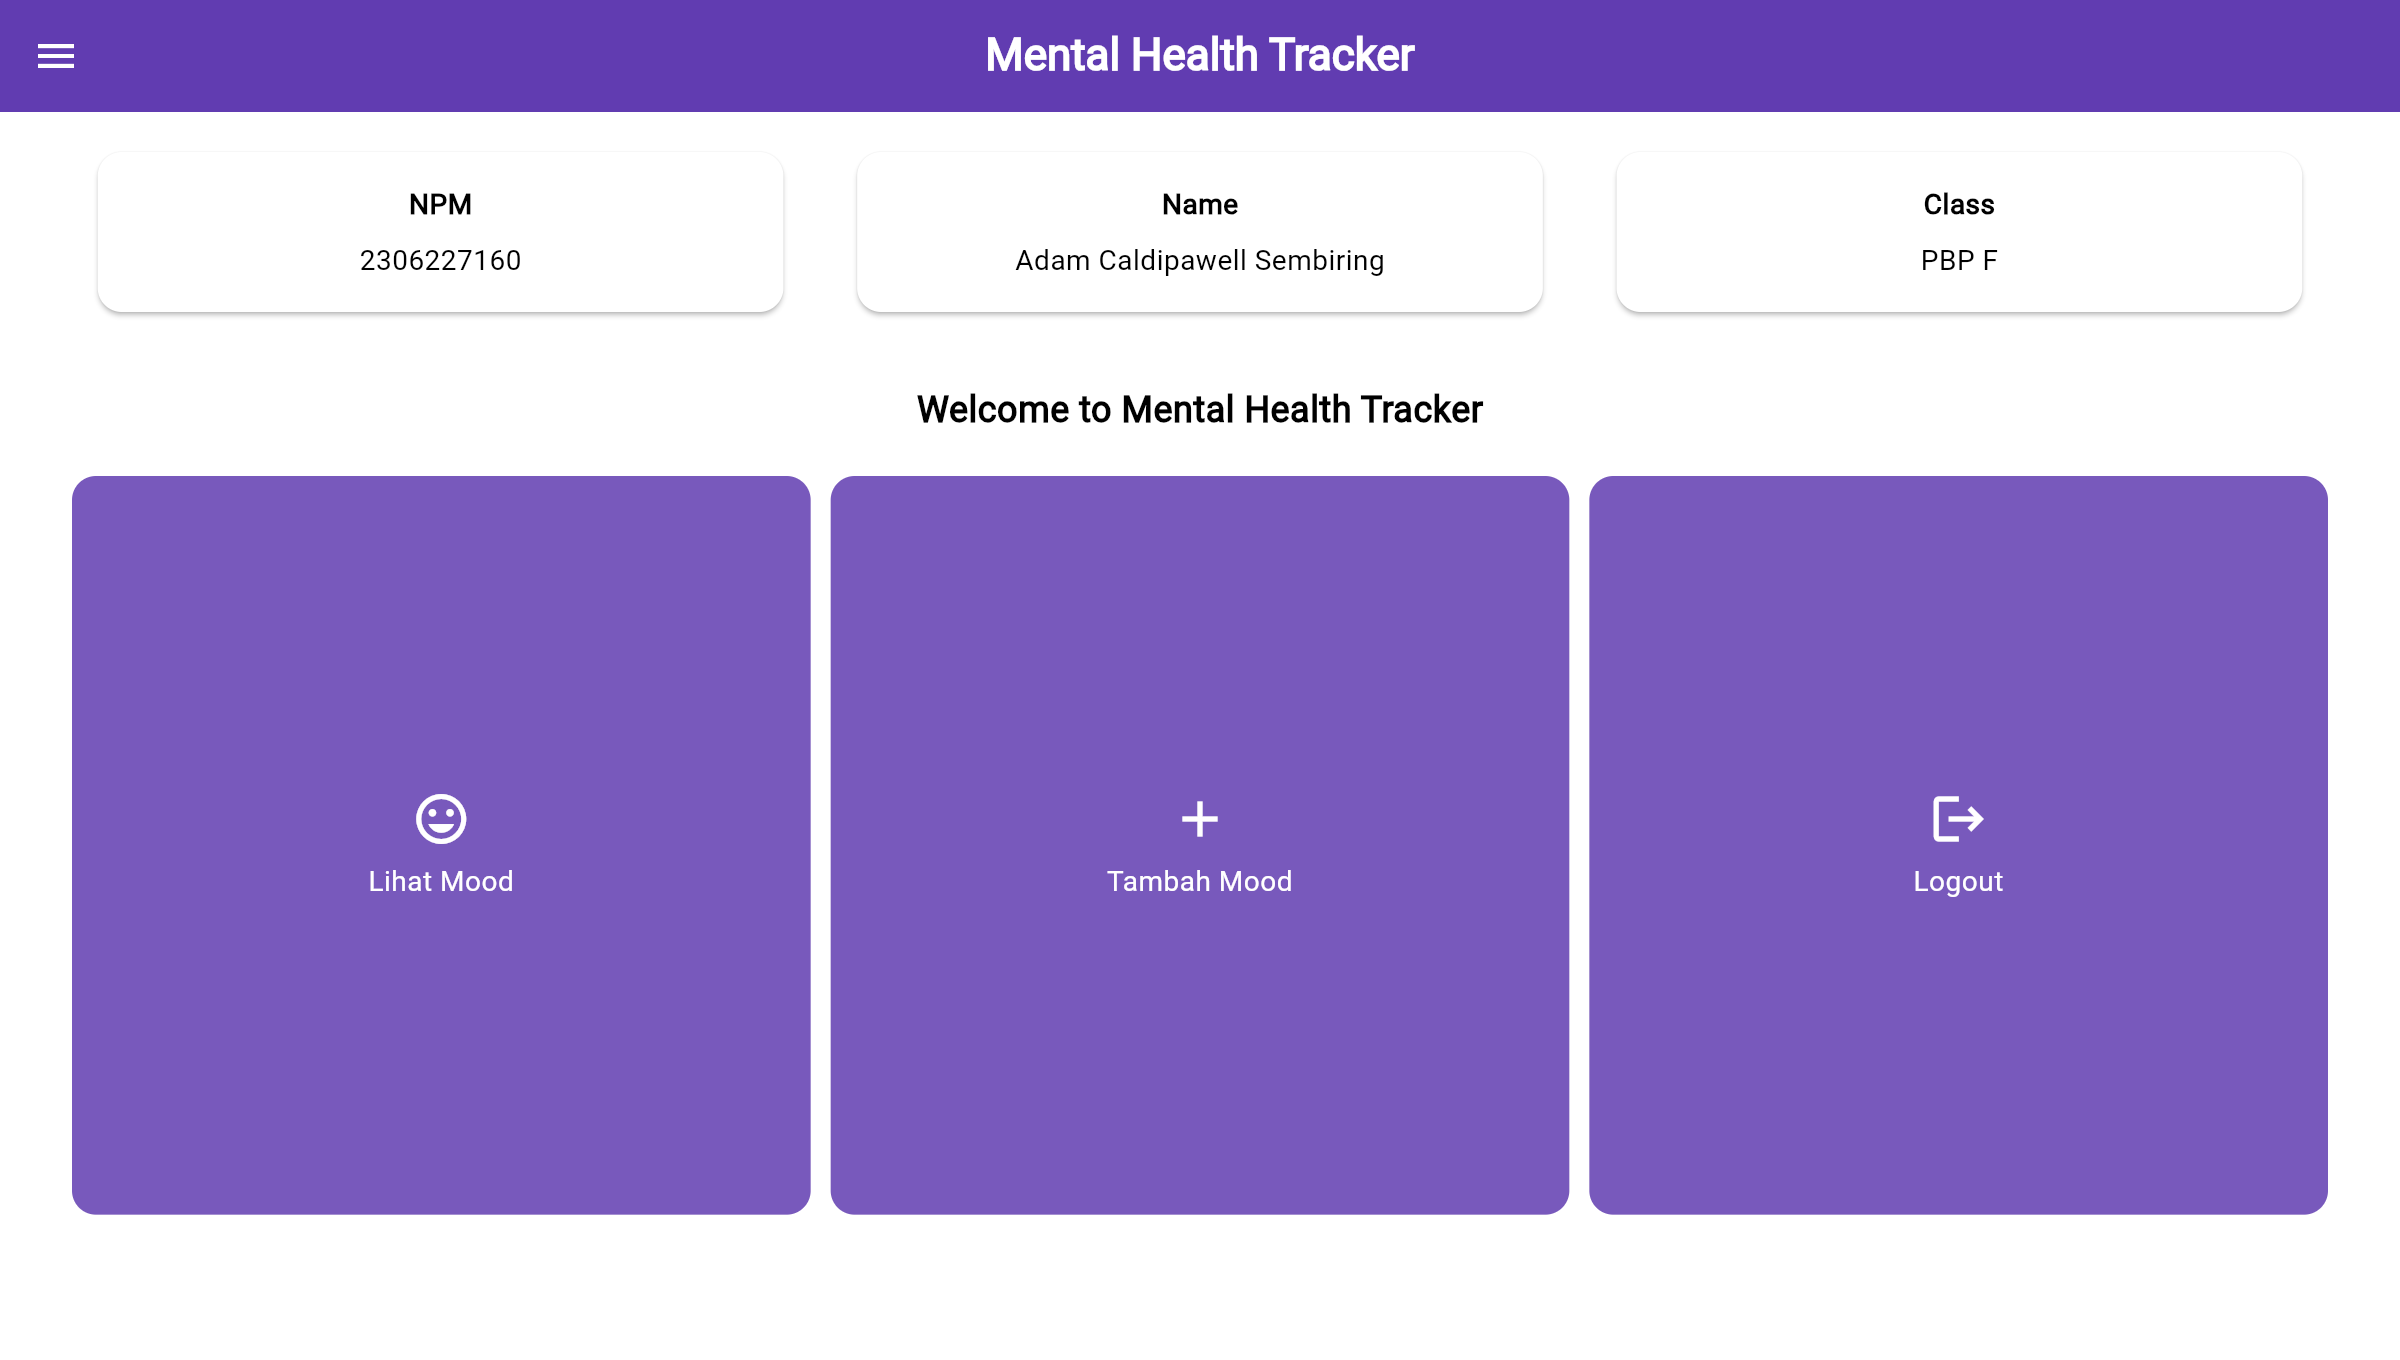 Mental Health Tracker
NPM
2306227160
Name
Adam Caldipawell Sembiring
Class
PBP F
Welcome to Mental Health Tracker
Lihat Mood
Tambah Mood
Logout